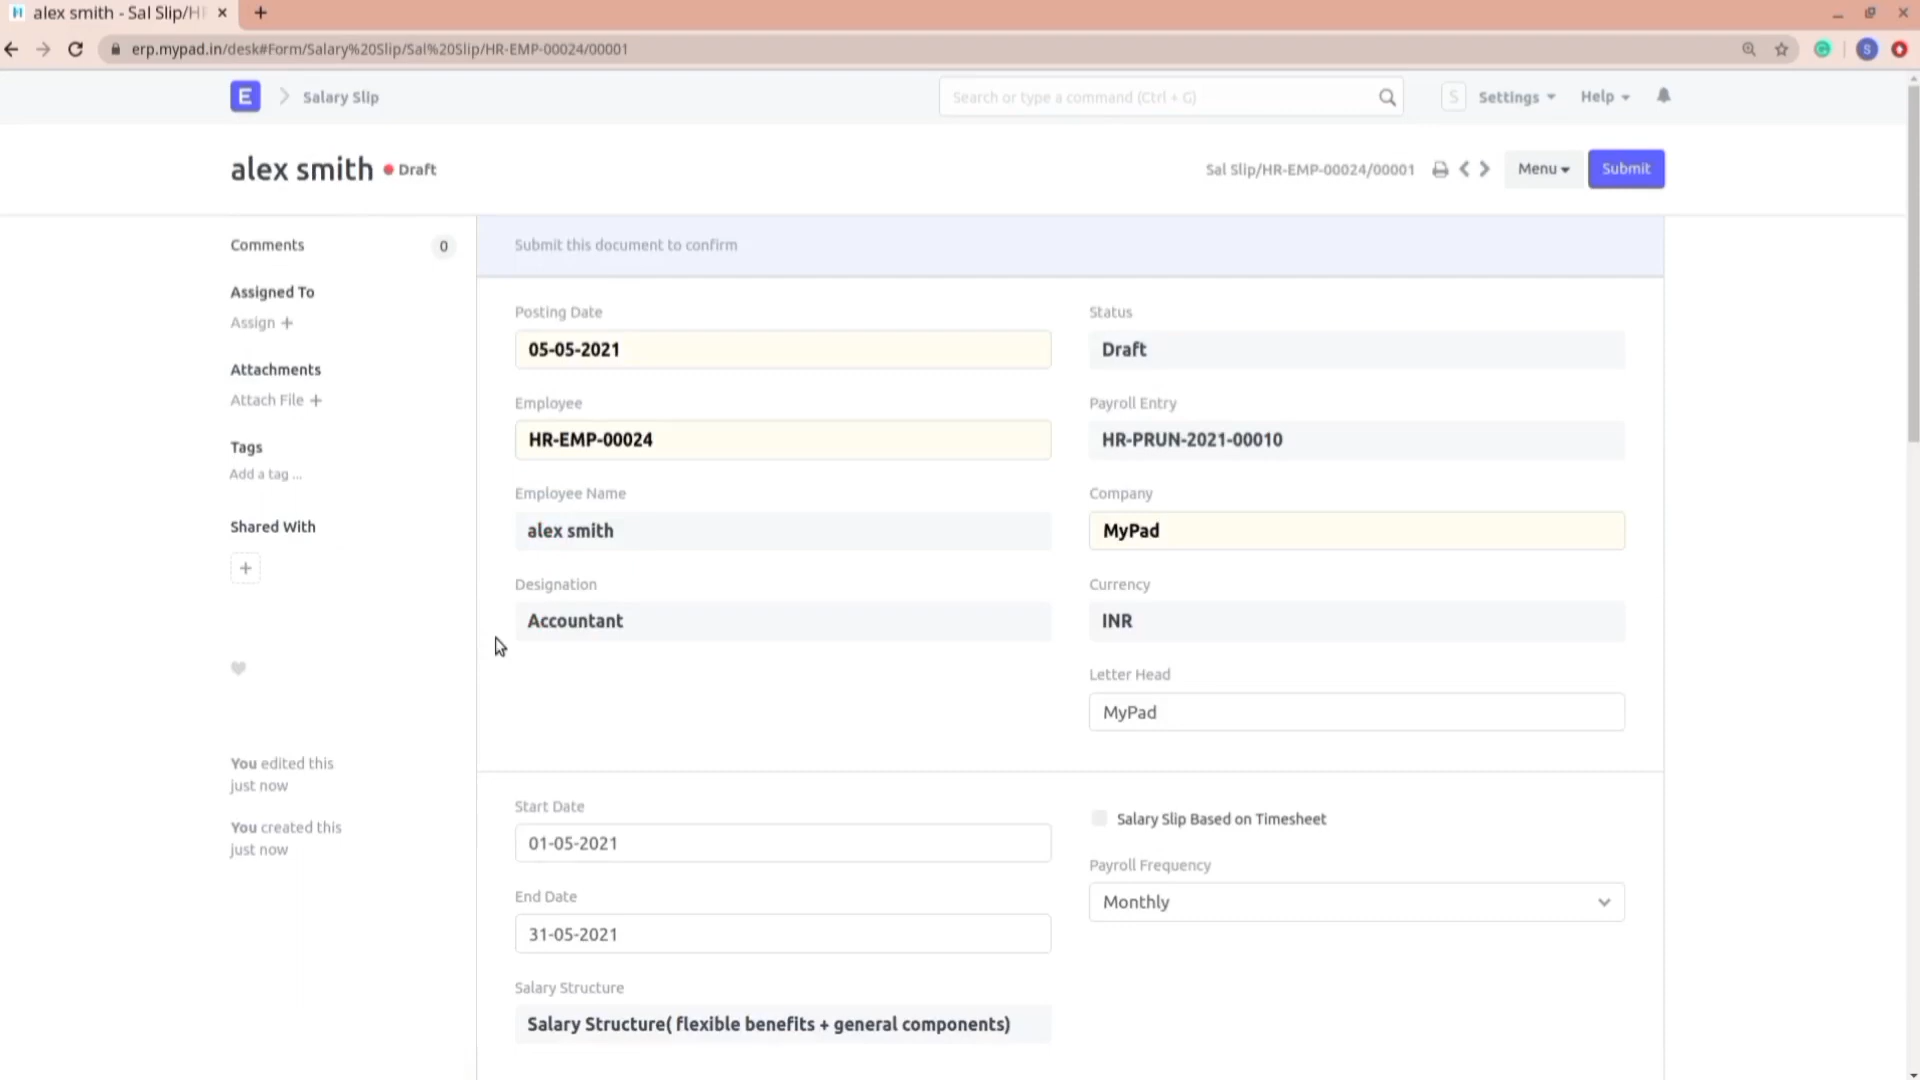 alex smith - Sal Slip/H
erp.mypad.in/desk#Form/Salary%20Slip/Sal%20Slip/HR-EMP-00024/00001
S
E
Salary Slip
Search or type a command (Ctrl + G)
S
Settings
Help
alex smith
Draft
Sal Slip/HR-EMP-00024/00001
Menu
Submit
Comments
0
Assigned To
Assign +
Attachments
Attach File +
Tags
Add a tag ...
Shared With
+
You edited this
just now
You created this
just now
Submit this document to confirm
Posting Date
05-05-2021
Employee
HR-EMP-00024
Employee Name
alex smith
Designation
Accountant
Status
Draft
Payroll Entry
HR-PRUN-2021-00010
Company
MyPad
Currency
INR
Letter Head
MyPad
Start Date
01-05-2021
End Date
31-05-2021
Salary Structure
Salary Structure( flexible benefits + general components)
Salary Slip Based on Timesheet
Payroll Frequency
Monthly